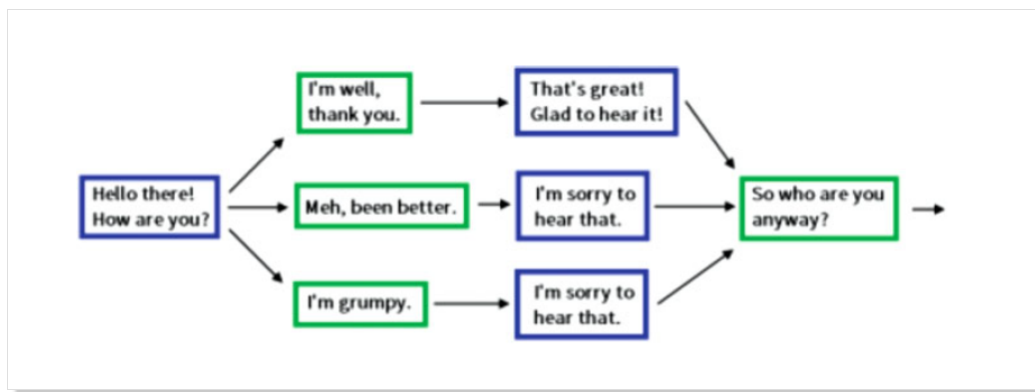 Hello there!
How are you?
I'm well,
thank you.
That's great!
Glad to hear it!
Meh, been better.
I'm sorry to
hear that.
I'm grumpy.
I'm sorry to
hear that.
So who are you
anyway?